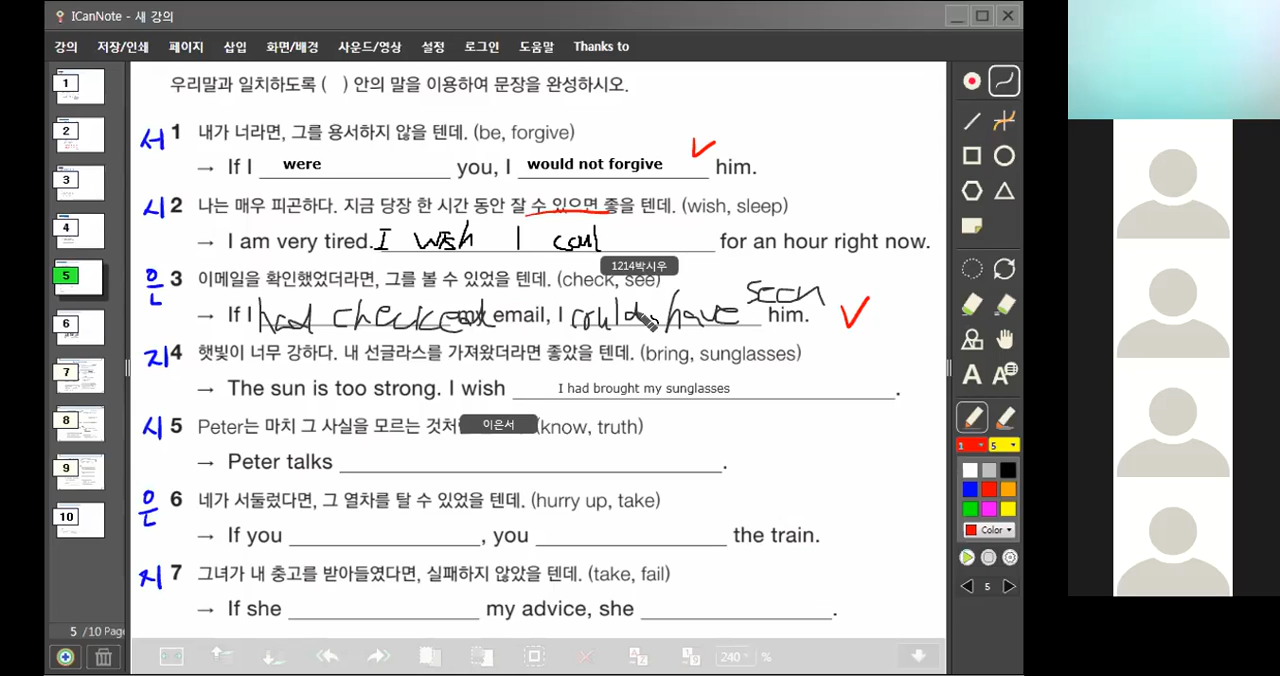 ICanNote - 새 강의
강의 저장/인쇄 페이지 삽입 화면/배경 사운드/영상 설정 로그인 도움말 Thanks to
1
2
3
4
5
6
7
8
9
10
우리말과 일치하도록 ( ) 안의 말을 이용하여 문장을 완성하시오.
서 1 내가 너라면, 그를 용서하지 않을 텐데. (be, forgive)
→ If I were you, I would not forgive him.
시 2 나는 매우 피곤하다. 지금 당장 한 시간 동안 잘 수 있으면 좋을 텐데. (wish, sleep)
→ I am very tired. I wish I coul for an hour right now.
1214박시우
은 3 이메일을 확인했었더라면, 그를 볼 수 있었을 텐데. (check, see)
→ If I had checked email, I could have seen him.
지 4 햇빛이 너무 강하다. 내 선글라스를 가져왔더라면 좋았을 텐데. (bring, sunglasses)
→ The sun is too strong. I wish I had brought my sunglasses .
시 5 Peter는 마치 그 사실을 모르는 것처 이은서 (know, truth)
→ Peter talks .
은 6 네가 서둘렀다면, 그 열차를 탈 수 있었을 텐데. (hurry up, take)
→ If you , you the train.
지 7 그녀가 내 충고를 받아들였다면, 실패하지 않았을 텐데. (take, fail)
→ If she my advice, she .
5 /10 Page
240 %
1 5
Color
5